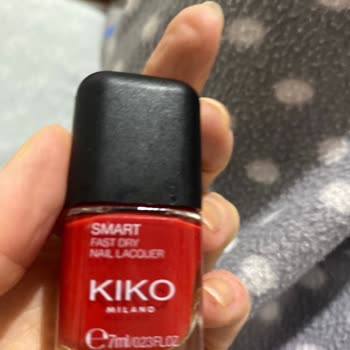 SMART
FAST DRY
NAIL LACQUER
KIKO
MILANO
℮7ml/0.23FL.OZ